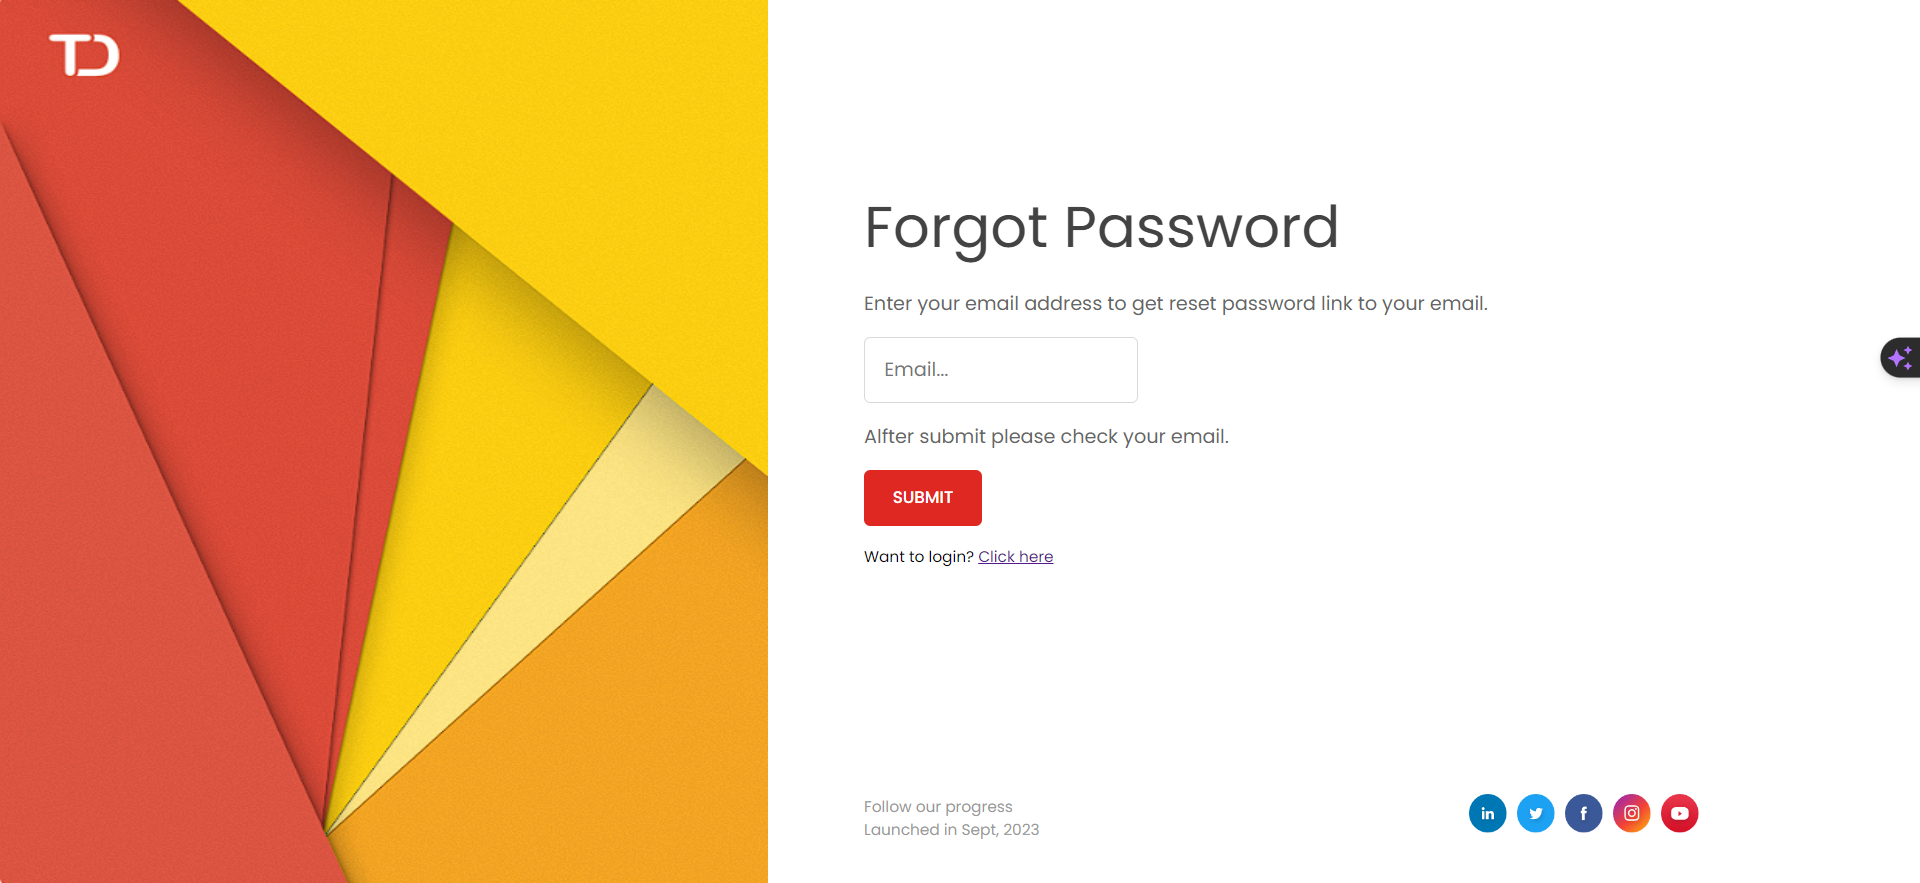 TD
Forgot Password
Enter your email address to get reset password link to your email.
Email...
Alfter submit please check your email.
SUBMIT
Want to login? Click here
Follow our progress
Launched in Sept, 2023